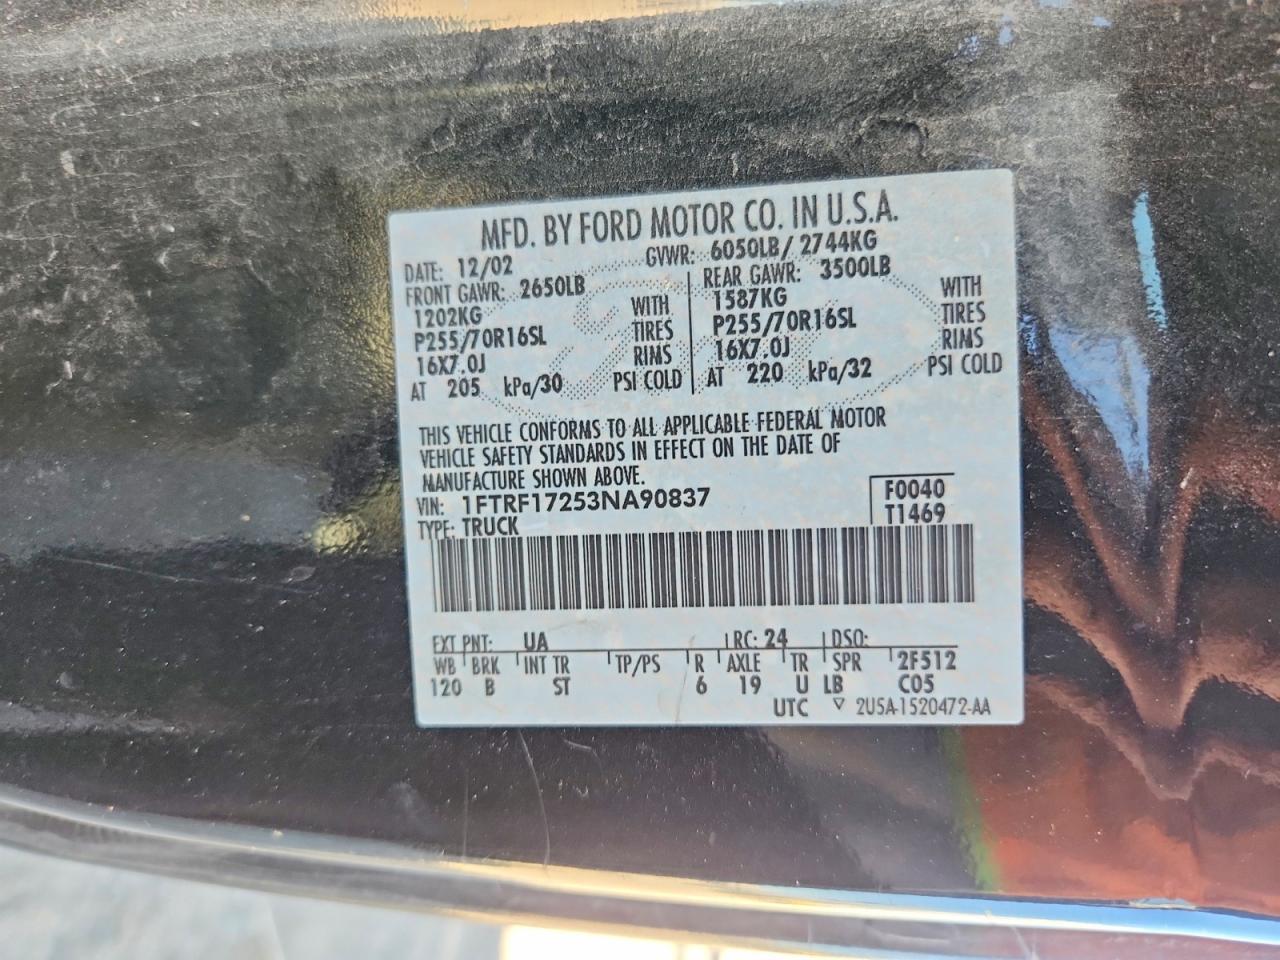 MFD. BY FORD MOTOR CO. IN U.S.A.
DATE: 12/02 GVWR: 6050LB/ 2744KG
FRONT GAWR: 2650LB REAR GAWR: 3500LB
1202KG WITH 1587KG WITH
P255/70R16SL TIRES P255/70R16SL TIRES
16X7.0J RIMS 16X7.0J RIMS
AT 205 kPa/30 PSI COLD AT 220 kPa/32 PSI COLD
THIS VEHICLE CONFORMS TO ALL APPLICABLE FEDERAL MOTOR
VEHICLE SAFETY STANDARDS IN EFFECT ON THE DATE OF
MANUFACTURE SHOWN ABOVE.
VIN: 1FTRF17253NA90837 F0040
TYPE: TRUCK T1469
EXT PNT: UA RC: 24 DSO:
WB BRK INT TR TP/PS R AXLE TR SPR 2F512
120 B ST 6 19 U LB C05
UTC ▽ 2U5A-1520472-AA